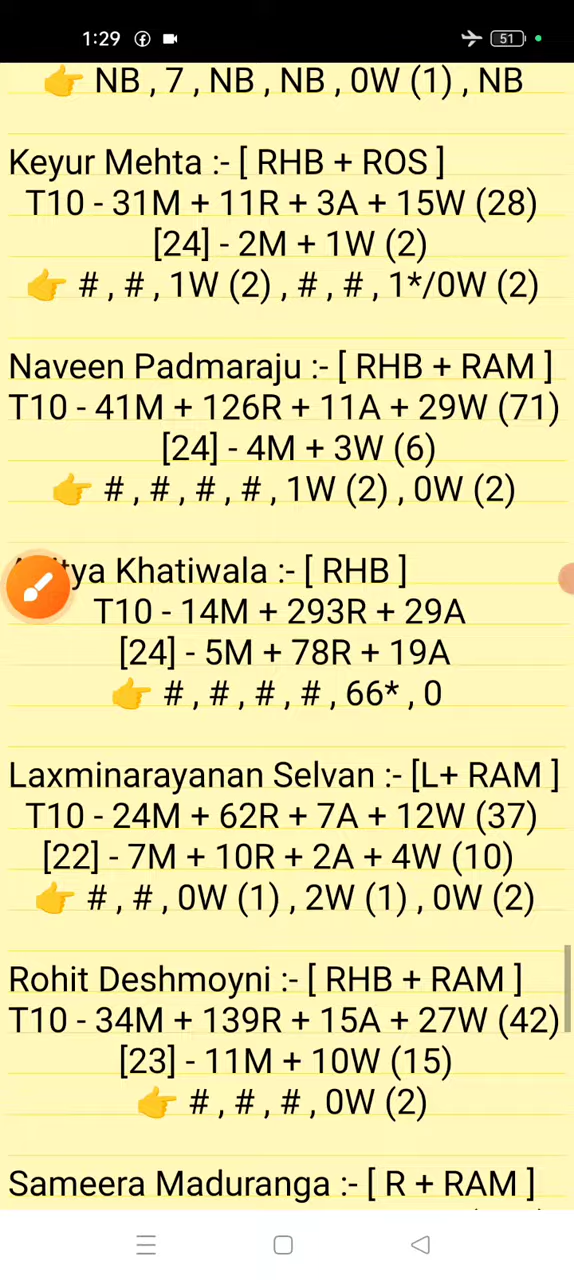 1:29
51
👉 NB , 7 , NB , NB , 0W (1) , NB
Keyur Mehta :- [ RHB + ROS ]
T10 - 31M + 11R + 3A + 15W (28)
[24] - 2M + 1W (2)
👉 # , # , 1W (2) , # , # , 1*/0W (2)
Naveen Padmaraju :- [ RHB + RAM ]
T10 - 41M + 126R + 11A + 29W (71)
[24] - 4M + 3W (6)
👉 # , # , # , # , 1W (2) , 0W (2)
Khatiwala :- [ RHB ]
T10 - 14M + 293R + 29A
[24] - 5M + 78R + 19A
👉 # , # , # , # , 66* , 0
Laxminarayanan Selvan :- [L+ RAM ]
T10 - 24M + 62R + 7A + 12W (37)
[22] - 7M + 10R + 2A + 4W (10)
👉 # , # , 0W (1) , 2W (1) , 0W (2)
Rohit Deshmoyni :- [ RHB + RAM ]
T10 - 34M + 139R + 15A + 27W (42)
[23] - 11M + 10W (15)
👉 # , # , # , 0W (2)
Sameera Maduranga :- [ R + RAM ]